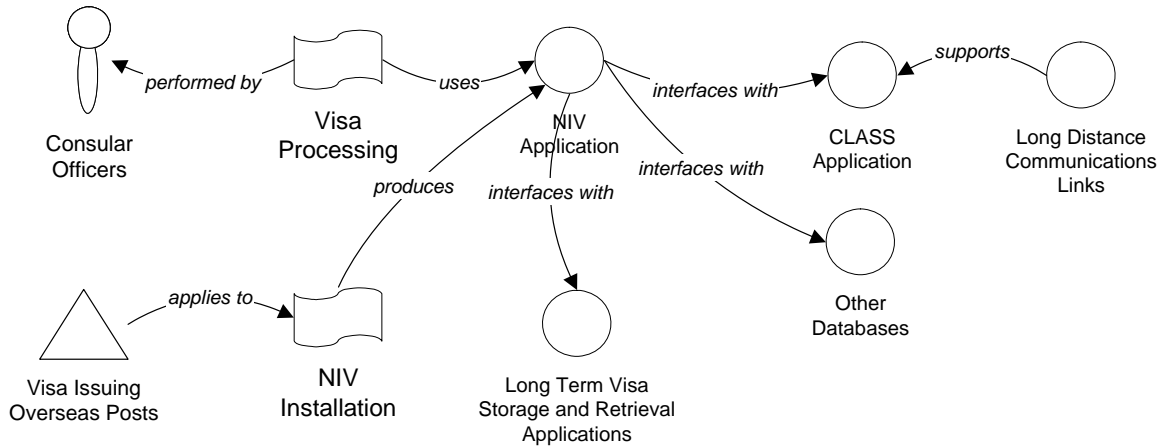 performed by
uses
interfaces with
supports
Consular
Officers
Visa
Processing
NIV
Application
CLASS
Application
Long Distance
Communications
Links
produces
interfaces with
interfaces with
applies to
Other
Databases
Visa Issuing
Overseas Posts
NIV
Installation
Long Term Visa
Storage and Retrieval
Applications